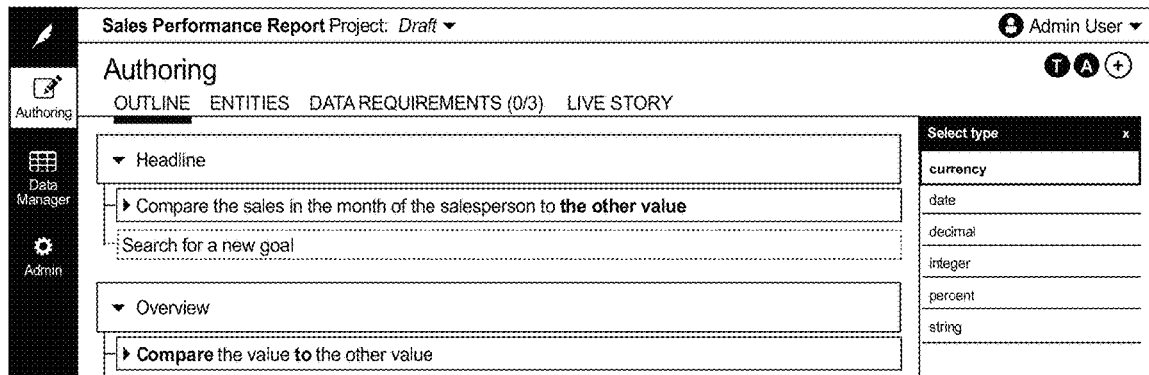 Sales Performance Report Project: Draft
Admin User
Authoring
T A +
OUTLINE ENTITIES DATA REQUIREMENTS (0/3) LIVE STORY
Authoring
Data
Manager
Admin
Headline
Compare the sales in the month of the salesperson to the other value
Search for a new goal
Overview
Compare the value to the other value
Select type x
currency
date
decimal
integer
percent
string